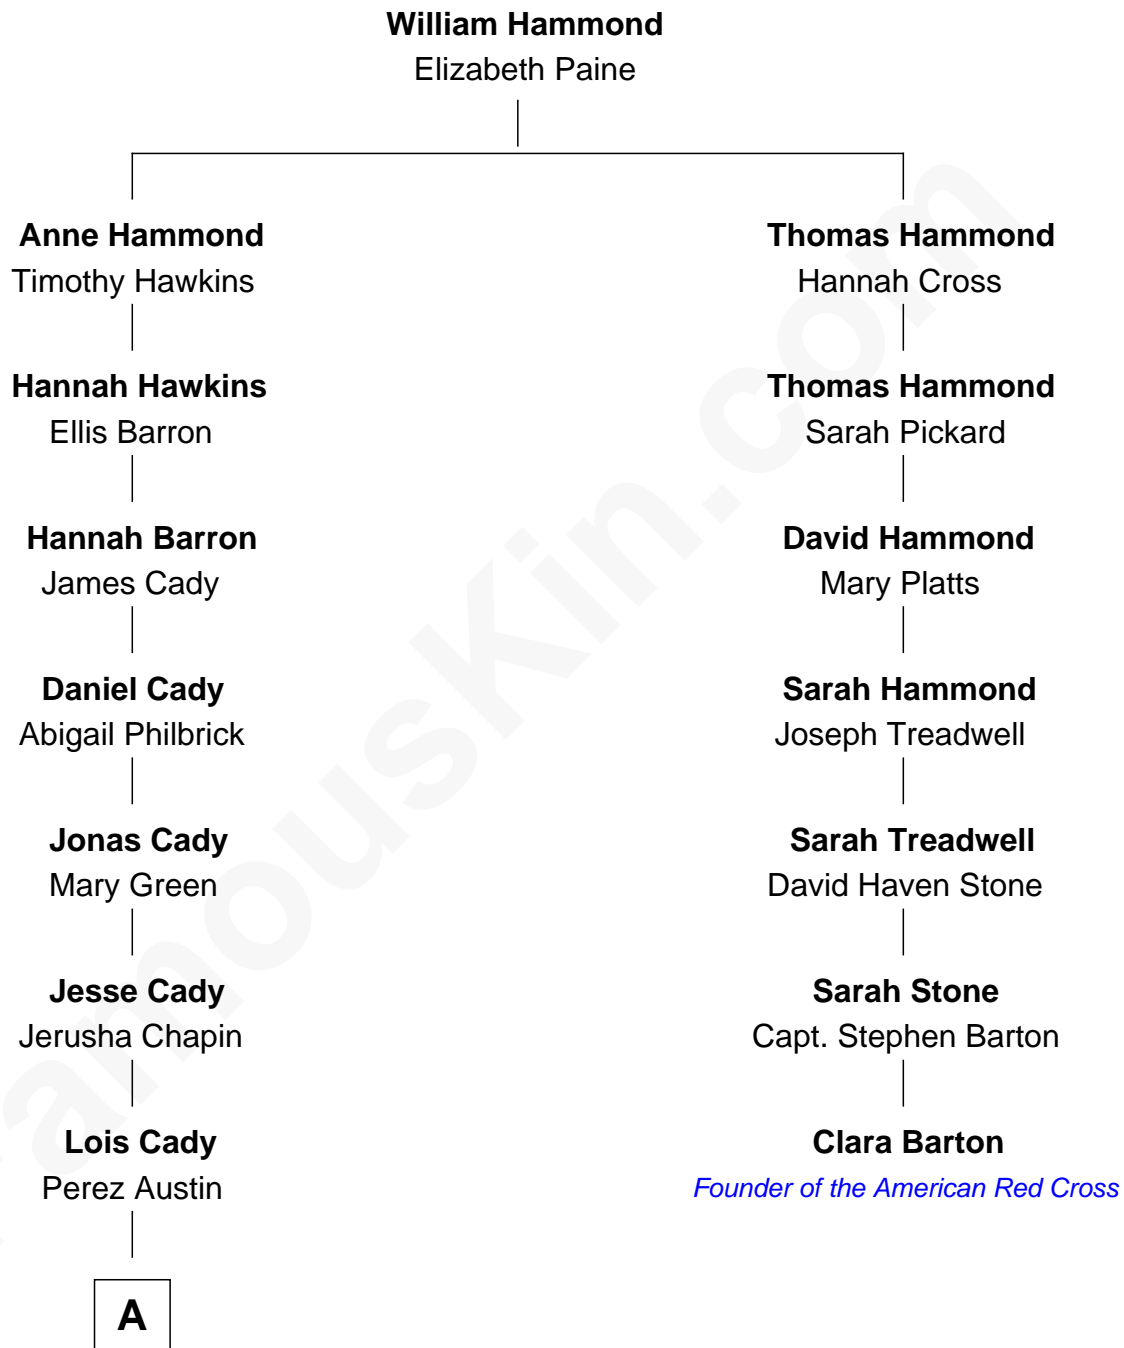 William Hammond
Elizabeth Paine
Anne Hammond
Timothy Hawkins
Thomas Hammond
Hannah Cross
Hannah Hawkins
Ellis Barron
Thomas Hammond
Sarah Pickard
Hannah Barron
James Cady
David Hammond
Mary Platts
Daniel Cady
Abigail Philbrick
Sarah Hammond
Joseph Treadwell
Jonas Cady
Mary Green
Sarah Treadwell
David Haven Stone
Jesse Cady
Jerusha Chapin
Sarah Stone
Capt. Stephen Barton
Lois Cady
Perez Austin
Clara Barton
Founder of the American Red Cross
A
FamousKin.com